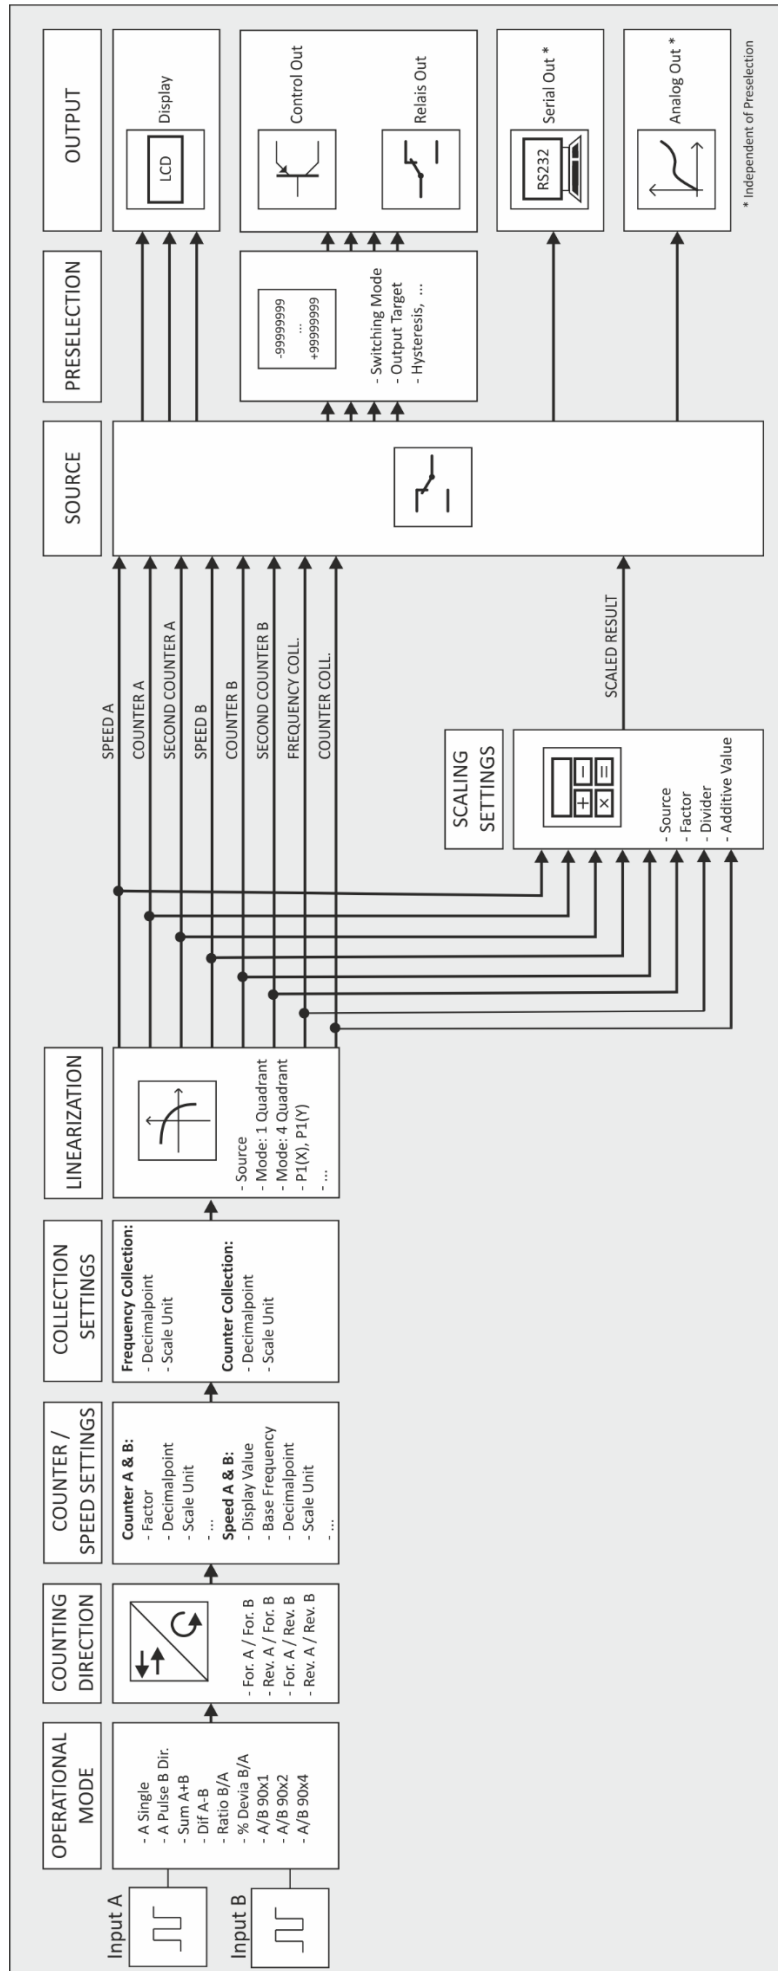 Input A
Input B
OPERATIONAL
MODE
- A Single
- A Pulse B Dir.
- Sum A+B
- Dif A-B
- Ratio B/A
- % Devia B/A
- A/B 90x1
- A/B 90x2
- A/B 90x4
COUNTING
DIRECTION
- For. A / For. B
- Rev. A / For. B
- For. A / Rev. B
- Rev. A / Rev. B
COUNTER /
SPEED SETTINGS
Counter A & B:
- Factor
- Decimalpoint
- Scale Unit
- ...
Speed A & B:
- Display Value
- Base Frequency
- Decimalpoint
- Scale Unit
- ...
COLLECTION
SETTINGS
Frequency Collection:
- Decimalpoint
- Scale Unit
Counter Collection:
- Decimalpoint
- Scale Unit
LINEARIZATION
- Source
- Mode: 1 Quadrant
- Mode: 4 Quadrant
- P1(X), P1(Y)
- ...
SPEED A
COUNTER A
SECOND COUNTER A
SPEED B
COUNTER B
SECOND COUNTER B
FREQUENCY COLL.
COUNTER COLL.
SCALING
SETTINGS
+ −
× =
- Source
- Factor
- Divider
- Additive Value
SCALED RESULT
SOURCE
PRESELECTION
-99999999
...
+99999999
- Switching Mode
- Output Target
- Hysteresis, ...
OUTPUT
LCD
Display
Control Out
Relais Out
RS232
Serial Out *
Analog Out *
* Independent of Preselection